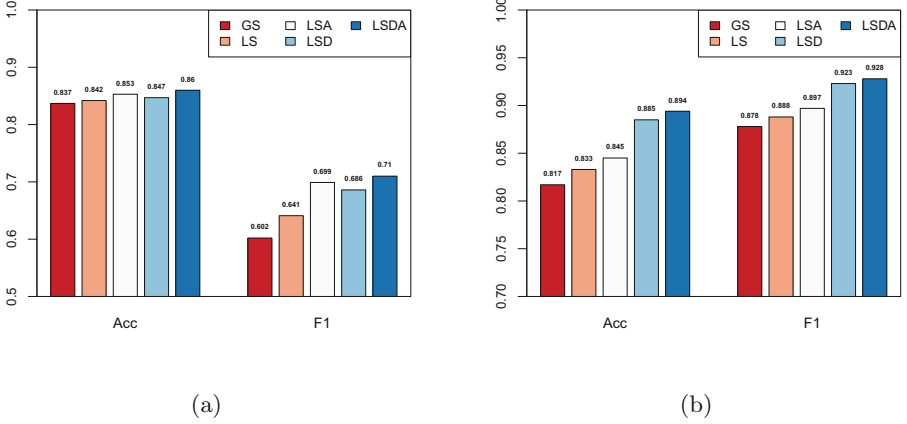 1.0
0.9
0.8
0.7
0.6
0.5
GS LSA LSDA
LS LSD
0.837 0.842 0.853 0.847 0.86
0.602 0.641 0.699 0.686 0.71
Acc F1
(a)
1.00
0.95
0.90
0.85
0.80
0.75
0.70
GS LSA LSDA
LS LSD
0.817 0.833 0.845 0.885 0.894
0.878 0.888 0.897 0.923 0.928
Acc F1
(b)